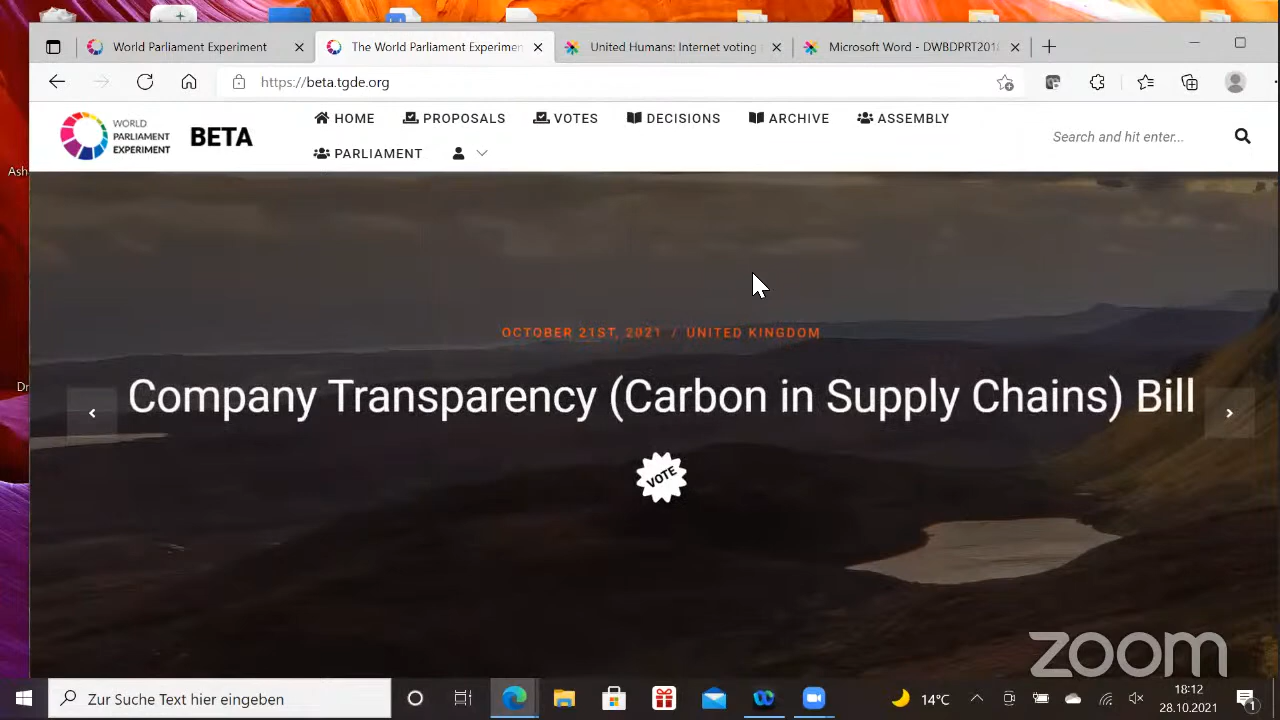 World Parliament Experiment
The World Parliament Experimen
United Humans: Internet voting
Microsoft Word - DWBDPRT201
https://beta.tgde.org
WORLD
PARLIAMENT
EXPERIMENT
BETA
HOME
PROPOSALS
VOTES
DECISIONS
ARCHIVE
ASSEMBLY
PARLIAMENT
Search and hit enter...
Ash
OCTOBER 21ST, 2021 / UNITED KINGDOM
Company Transparency (Carbon in Supply Chains) Bill
VOTE
Dr
zoom
Zur Suche Text hier eingeben
14°C
18:12
28.10.2021
1